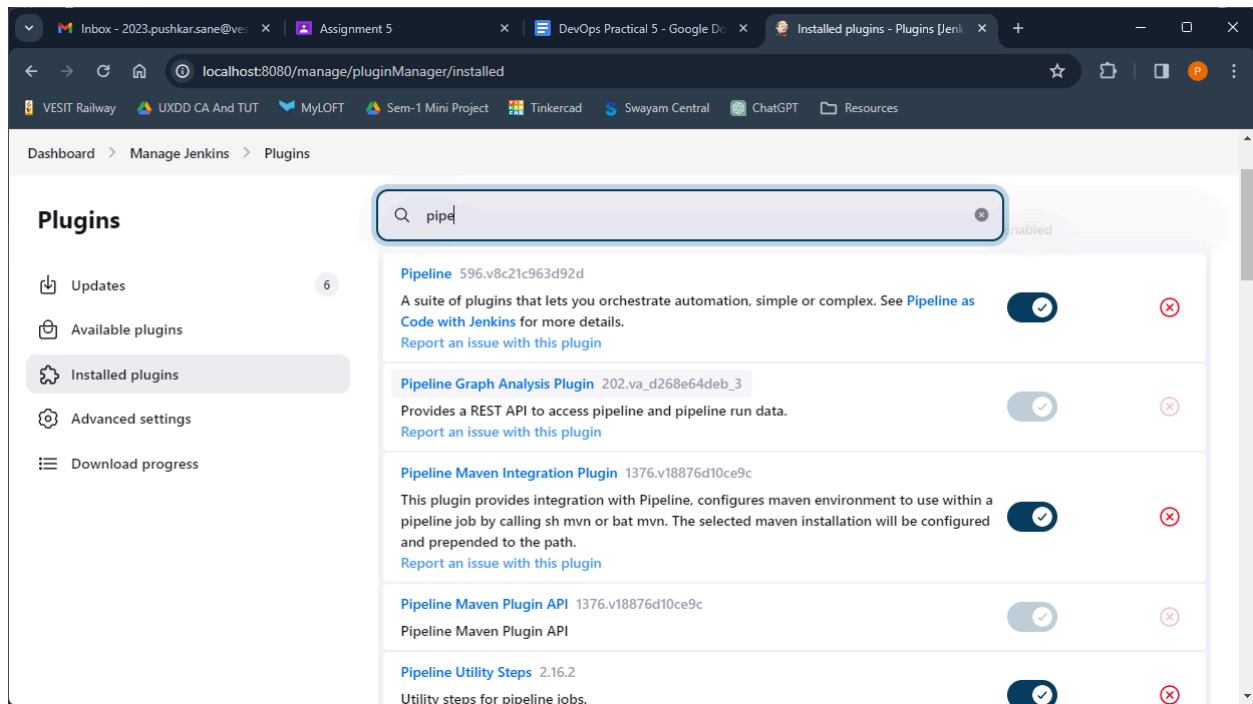 Inbox - 2023.pushkar.sane@ves
Assignment 5
DevOps Practical 5 - Google Do
Installed plugins - Plugins [Jenk
localhost:8080/manage/pluginManager/installed
P
VESIT Railway
UXDD CA And TUT
MyLOFT
Sem-1 Mini Project
Tinkercad
Swayam Central
ChatGPT
Resources
Dashboard > Manage Jenkins > Plugins
Plugins
Updates 6
Available plugins
Installed plugins
Advanced settings
Download progress
pipe
Enabled
Pipeline 596.v8c21c963d92d
A suite of plugins that lets you orchestrate automation, simple or complex. See Pipeline as
Code with Jenkins for more details.
Report an issue with this plugin
Pipeline Graph Analysis Plugin 202.va_d268e64deb_3
Provides a REST API to access pipeline and pipeline run data.
Report an issue with this plugin
Pipeline Maven Integration Plugin 1376.v18876d10ce9c
This plugin provides integration with Pipeline, configures maven environment to use within a
pipeline job by calling sh mvn or bat mvn. The selected maven installation will be configured
and prepended to the path.
Report an issue with this plugin
Pipeline Maven Plugin API 1376.v18876d10ce9c
Pipeline Maven Plugin API
Pipeline Utility Steps 2.16.2
Utility steps for pipeline jobs.